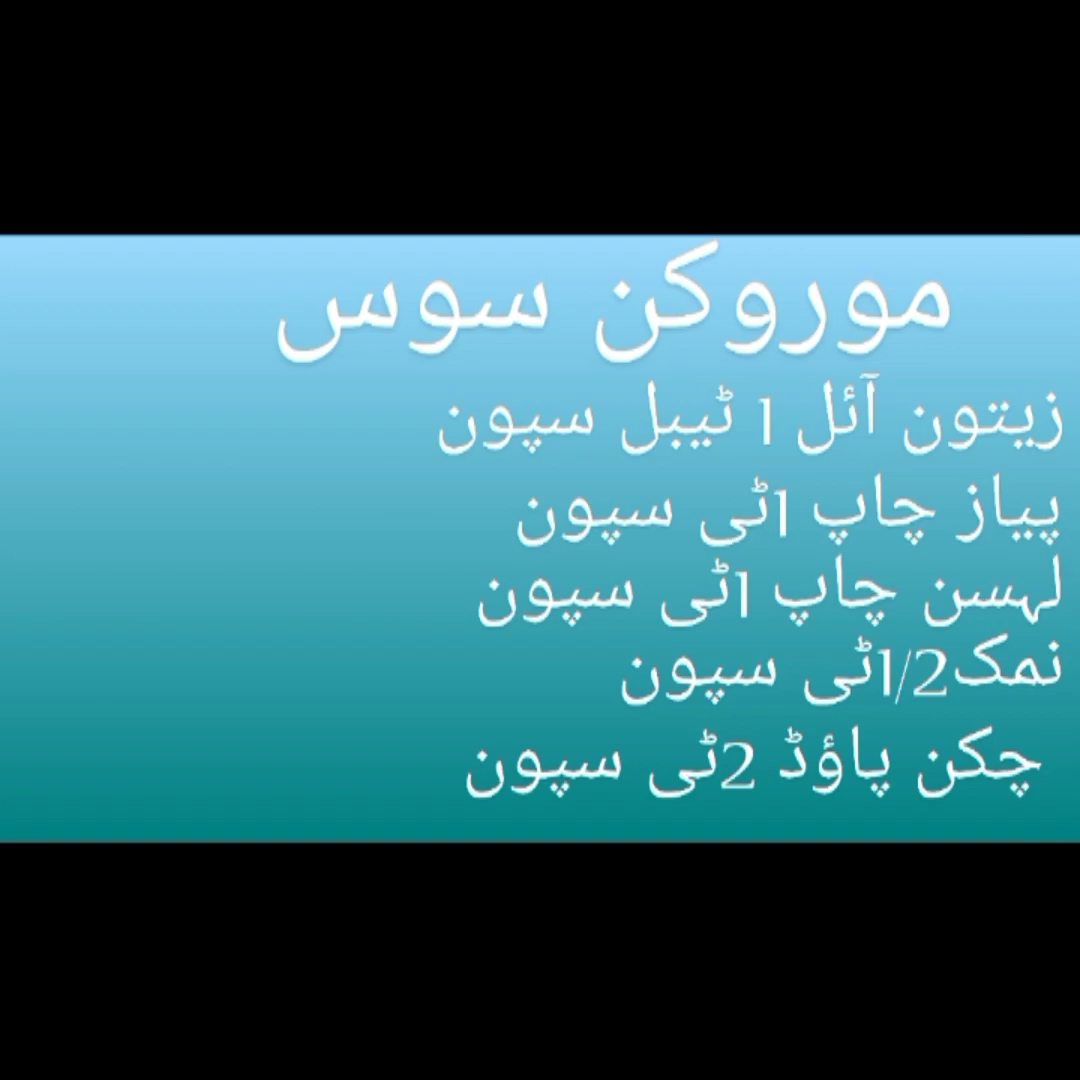 موروکن سوس
زیتون آئل 1 ٹیبل سپون
پیاز چاپ 1ٹی سپون
لہسن چاپ 1ٹی سپون
نمک1/2ٹی سپون
چکن پاؤڈ 2ٹی سپون